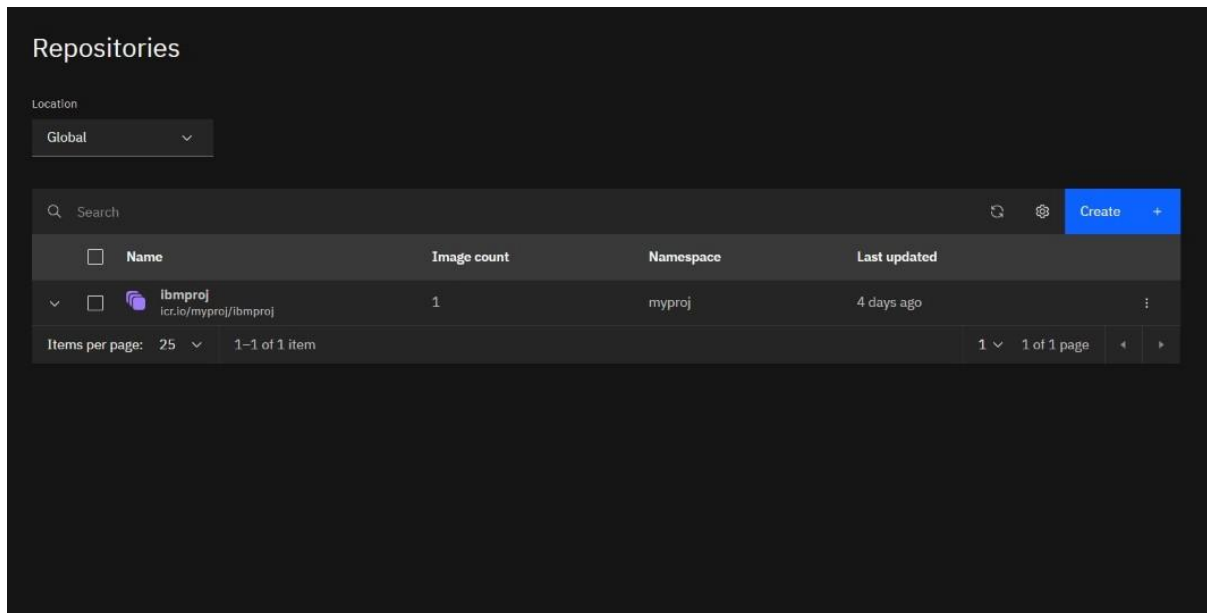 Repositories
Location
Global
Search
Create +
Name Image count Namespace Last updated
ibmproj
icr.io/myproj/ibmproj
1 myproj 4 days ago
Items per page: 25 1–1 of 1 item 1 1 of 1 page